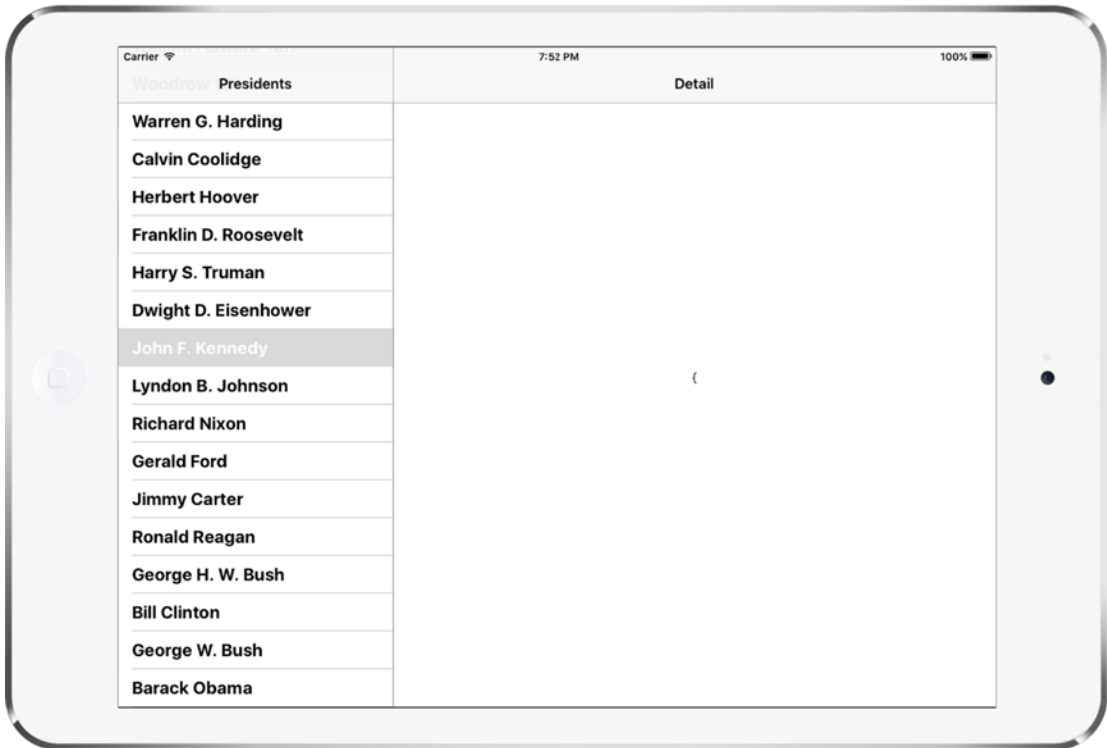 Carrier
7:52 PM
100%
Woodrow
Presidents
Detail
Warren G. Harding
Calvin Coolidge
Herbert Hoover
Franklin D. Roosevelt
Harry S. Truman
Dwight D. Eisenhower
John F. Kennedy
{
Lyndon B. Johnson
Richard Nixon
Gerald Ford
Jimmy Carter
Ronald Reagan
George H. W. Bush
Bill Clinton
George W. Bush
Barack Obama